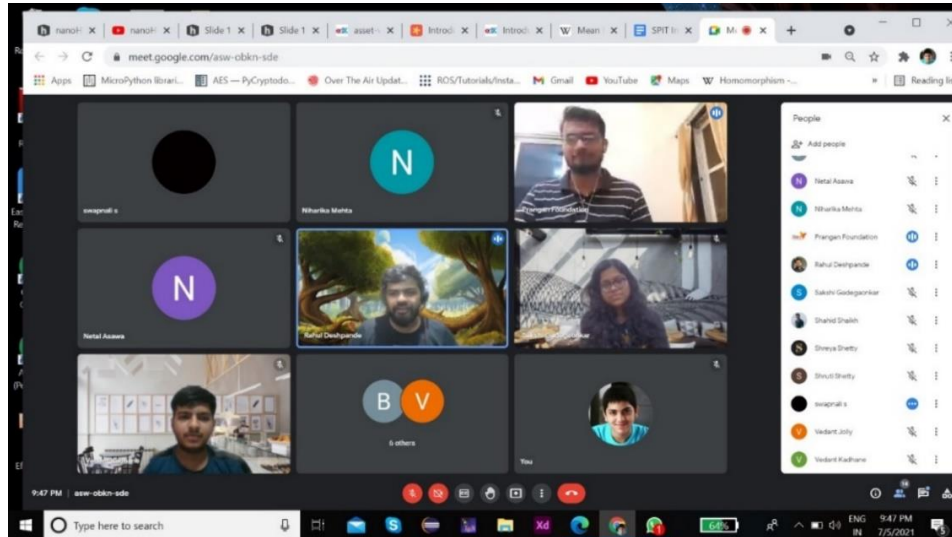 nanoH
nanoH
Slide 1
Slide 1
asset-
Introd
Introd
Mean
SPIT In
M
meet.google.com/asw-obkn-sde
Apps
MicroPython librari...
AES — PyCryptodo...
Over The Air Updat...
ROS/Tutorials/Insta...
Gmail
YouTube
Maps
Homomorphism -...
Reading lis
swapnali s
N
Niharika Mehta
Prangan Foundation
N
Netal Asawa
Rahul Deshpande
B V
6 others
You
People
Add people
N Netal Asawa
N Niharika Mehta
Prangan Foundation
Rahul Deshpande
S Sakshi Gadegaonkar
Shahid Shaikh
Shreya Shetty
S Shruti Shetty
swapnali s
V Vedant Jolly
V Vedant Kadhane
9:47 PM | asw-obkn-sde
Type here to search
Xd
64%
ENG
IN
9:47 PM
7/5/2021